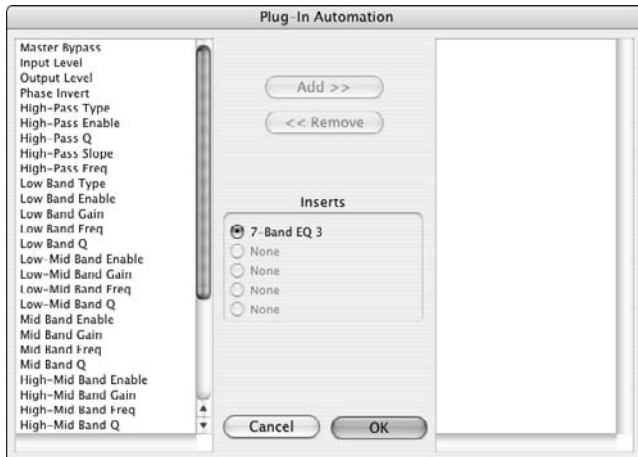 Plug-In Automation
Master Bypass
Input Level
Output Level
Phase Invert
High-Pass Type
High-Pass Enable
High-Pass Q
High-Pass Slope
High-Pass Freq
Low Band Type
Low Band Enable
Low Band Gain
Low Band Freq
Low Band Q
Low-Mid Band Enable
Low-Mid Band Gain
Low-Mid Band Freq
Low-Mid Band Q
Mid Band Enable
Mid Band Gain
Mid Band Freq
Mid Band Q
High-Mid Band Enable
High-Mid Band Gain
High-Mid Band Freq
High-Mid Band Q
Add >>
<< Remove
Inserts
7-Band EQ 3
None
None
None
None
Cancel
OK